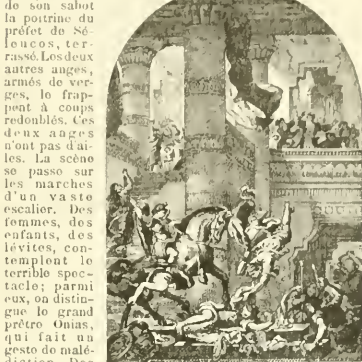 de son sabot
la poitrine du
préfet de Sé-
leucos, ter-
rassé. Les deux
autres anges,
armés de ver-
ges, le frap-
pent à coups
redoublés. Ces
deux anges
n'ont pas d'ai-
les. La scène
se passe sur
les marches
d'un vaste
escalier. Des
femmes, des
enfants, des
lévites, con-
templent le
terrible spec-
tacle; parmi
eux, on distin-
gue le grand
prêtre Onias,
qui fait un
geste de malé-